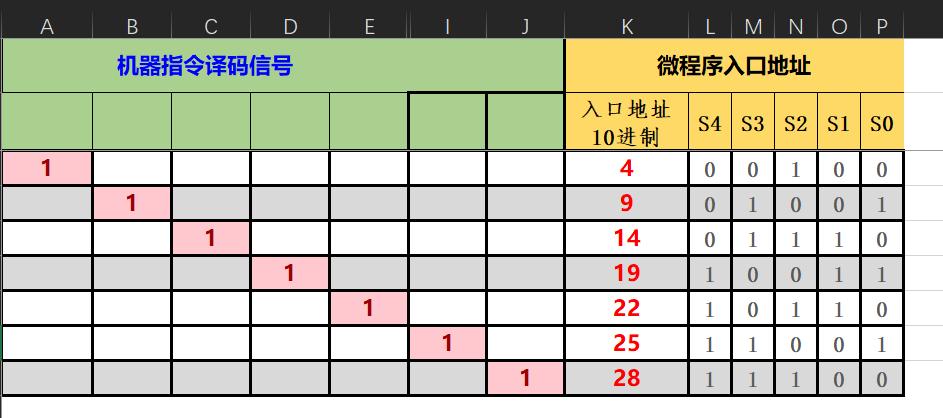 A B C D E I J K L M N O P
机器指令译码信号 微程序入口地址
入口地址
10进制 S4 S3 S2 S1 S0
1 4 0 0 1 0 0
1 9 0 1 0 0 1
1 14 0 1 1 1 0
1 19 1 0 0 1 1
1 22 1 0 1 1 0
1 25 1 1 0 0 1
1 28 1 1 1 0 0